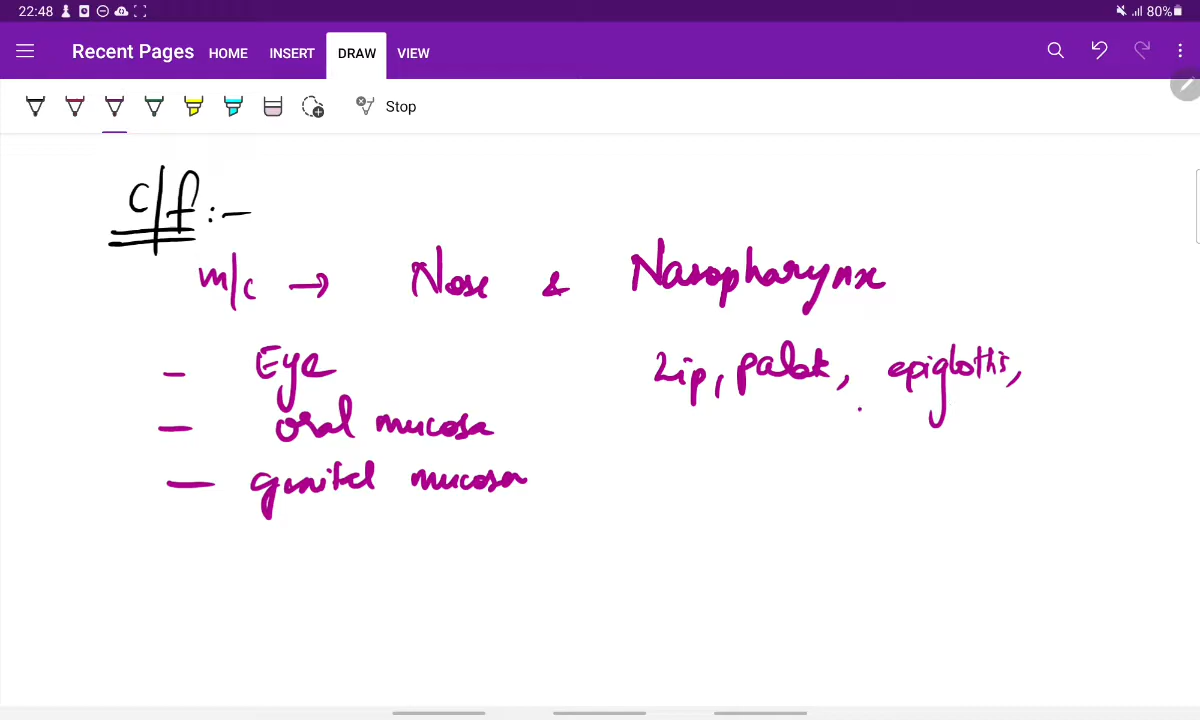 22:48 80%
Recent Pages HOME INSERT DRAW VIEW
Stop
c/f :-
m/c → Nose & Nasopharynx
- Eye Lip, palate, epiglottis,
- oral mucosa
- genital mucosa